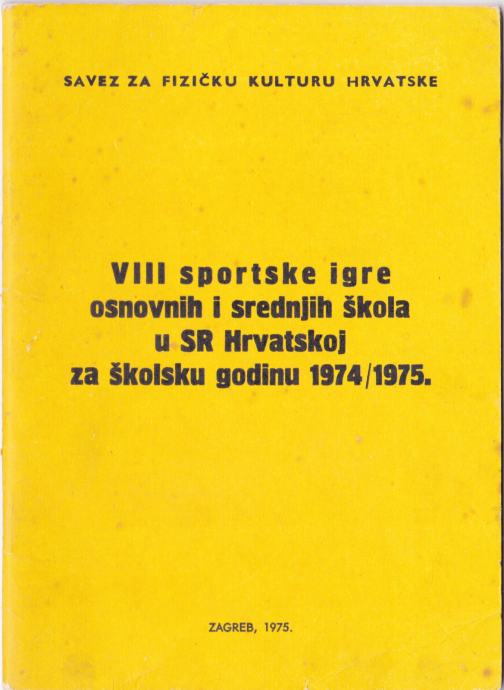 SAVEZ ZA FIZIČKU KULTURU HRVATSKE
VIII sportske igre
osnovnih i srednjih škola
u SR Hrvatskoj
za školsku godinu 1974/1975.
ZAGREB, 1975.